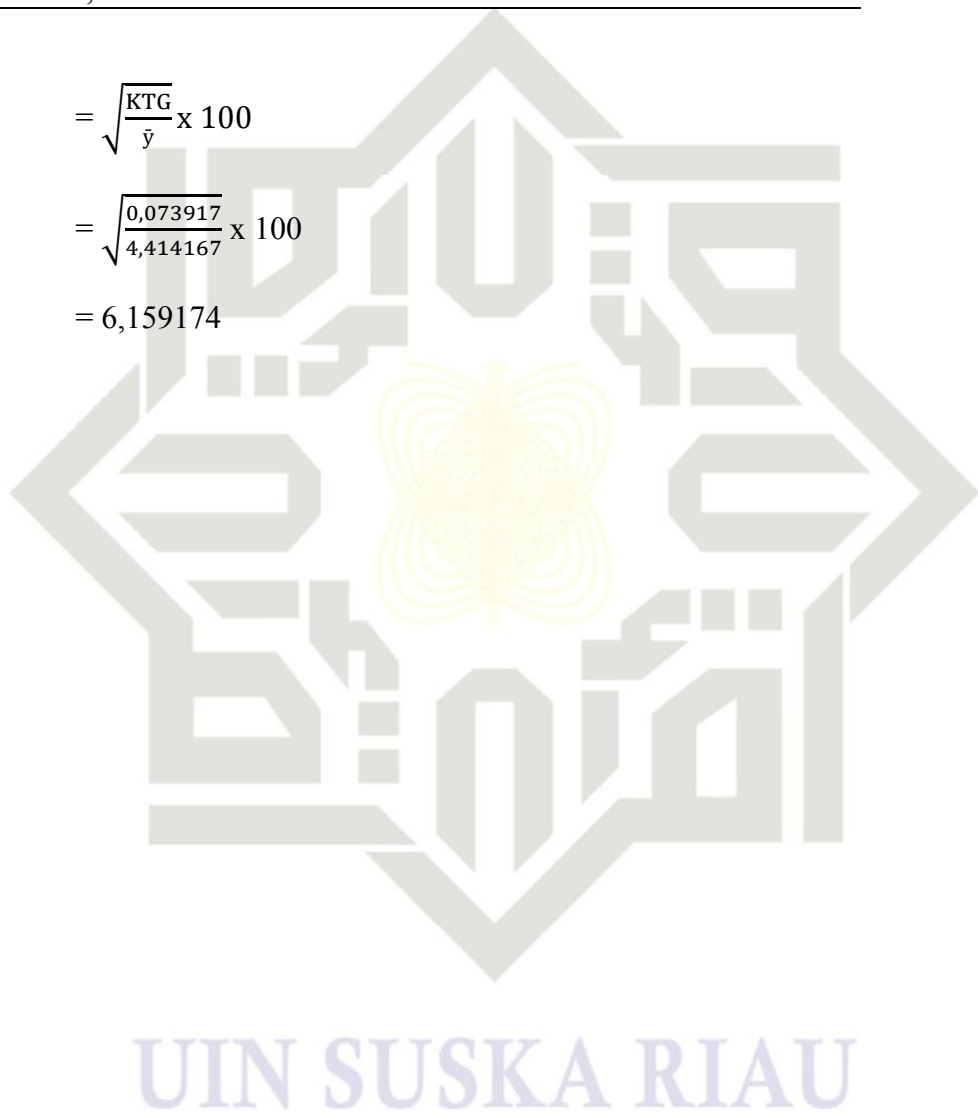 = √(KTG/ȳ) x 100
= √(0,073917/4,414167) x 100
= 6,159174
UIN SUSKA RIAU